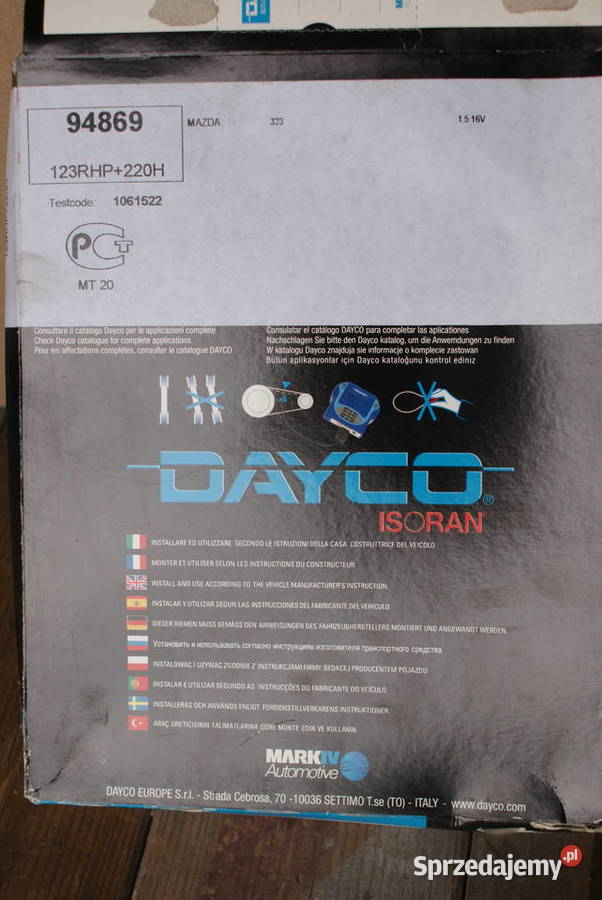 94869
MAZDA 323 1.5 16V
123RHP+220H
Testcode: 1061522
PCT
MT 20
Consultare il catalogo Dayco per le applicazioni complete
Check Dayco catalogue for complete applications
Pour les affectations complètes, consulter le catalogue DAYCO
Consulatar el catálogo DAYCO para completar las aplicationes
Nachschlagen Sie bitte den Dayco katalog, um die Anwendungen zu finden
W katalogu Dayco znajduja sie informacje o komplecie zastowan
Bütün aplikasyonlar için Dayco kataloğunu kontrol ediniz
DAYCO®
ISORAN
INSTALLARE ED UTILIZZARE SECONDO LE ISTRUZIONI DELLA CASA COSTRUTTRICE DEL VEICOLO
MONTER ET UTILISER SELON LES INSTRUCTIONS DU CONSTRUCTEUR
INSTALL AND USE ACCORDING TO THE VEHICLE MANUFACTURER'S INSTRUCTION.
INSTALAR Y UTILIZAR SEGUN LAS INSTRUCCIONES DEL FABRICANTE DEL VEHICULO
DIESER RIEMEN MUSS GEMÄSS DEN ANWEISUNGEN DES FAHRZEUGHERSTELLERS MONTIERT UND ANGEWANDT WERDEN.
Установить и использовать согласно инструкциям изготовителя транспортного средства
INSTALOWAC I UZYWAC ZGODNIE Z INSTRUKCJAMI FIRMY BEDACEJ PRODUCENTEM POJAZDU
INSTALAR E UTILIZAR SEGUNDO AS INSTRUCÇÕES DO FABRICANTE DO VEÍCULO
INSTALLERAS OCH ANVÄNDS ENLIGT FORDONSTILLVERKARENS INSTRUKTIONER.
ARAÇ ÜRETICISININ TALIMATLARINA GÖRE MONTE EDIN VE KULLANIN.
MARK IV
Automotive
DAYCO EUROPE S.r.l. - Strada Cebrosa, 70 -10036 SETTIMO T.se (TO) - ITALY - www.dayco.com
Sprzedajemy.pl